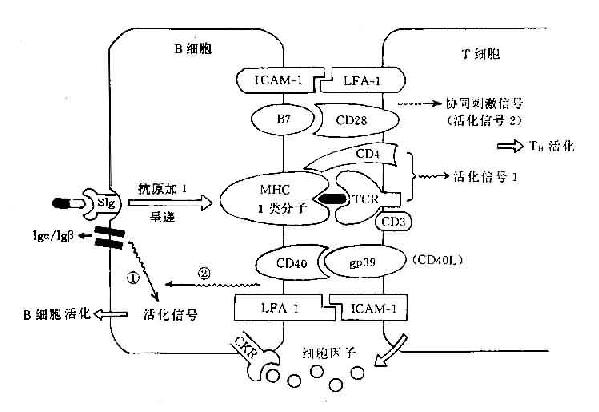 B 细胞
T 细胞
ICAM-1
LFA-1
B7
CD28
协同刺激信号
(活化信号 2)
CD4
TH 活化
SIg
抗原加工
呈递
MHC
Ⅰ类分子
TCR
活化信号 1
CD3
Igα/Igβ
①
②
CD40
gp39
(CD40L)
B 细胞活化
活化信号
LFA-1
ICAM-1
CKR
细胞因子